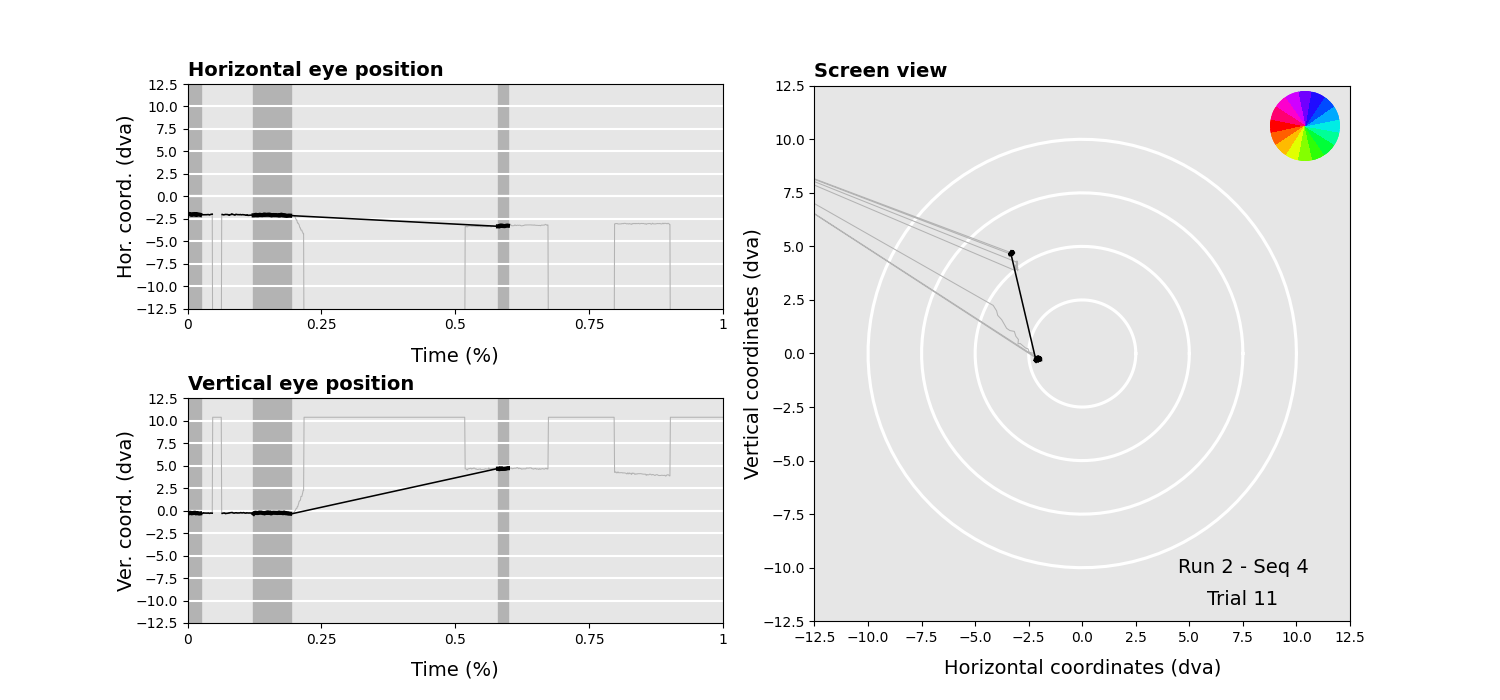 Horizontal eye position
12.5
10.0
7.5
5.0
2.5
0.0
−2.5
−5.0
−7.5
−10.0
−12.5
Hor. coord. (dva)
0 0.25 0.5 0.75 1
Time (%)
Vertical eye position
12.5
10.0
7.5
5.0
2.5
0.0
−2.5
−5.0
−7.5
−10.0
−12.5
Ver. coord. (dva)
0 0.25 0.5 0.75 1
Time (%)
Screen view
12.5
10.0
7.5
5.0
2.5
0.0
−2.5
−5.0
−7.5
−10.0
−12.5
Vertical coordinates (dva)
Run 2 - Seq 4
Trial 11
−12.5 −10.0 −7.5 −5.0 −2.5 0.0 2.5 5.0 7.5 10.0 12.5
Horizontal coordinates (dva)